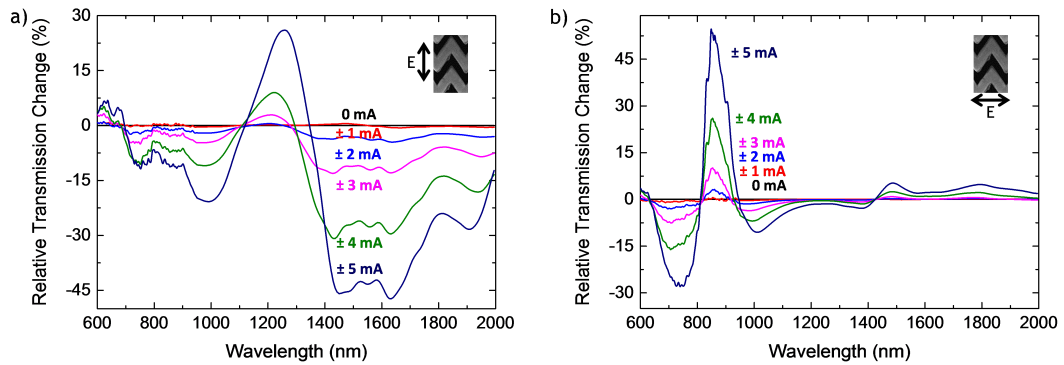 a)
30
15
0
-15
-30
-45
Relative Transmission Change (%)
600 800 1000 1200 1400 1600 1800 2000
Wavelength (nm)
E
0 mA
± 1 mA
± 2 mA
± 3 mA
± 4 mA
± 5 mA
b)
45
30
15
0
-15
-30
Relative Transmission Change (%)
600 800 1000 1200 1400 1600 1800 2000
Wavelength (nm)
± 5 mA
± 4 mA
± 3 mA
± 2 mA
± 1 mA
0 mA
E